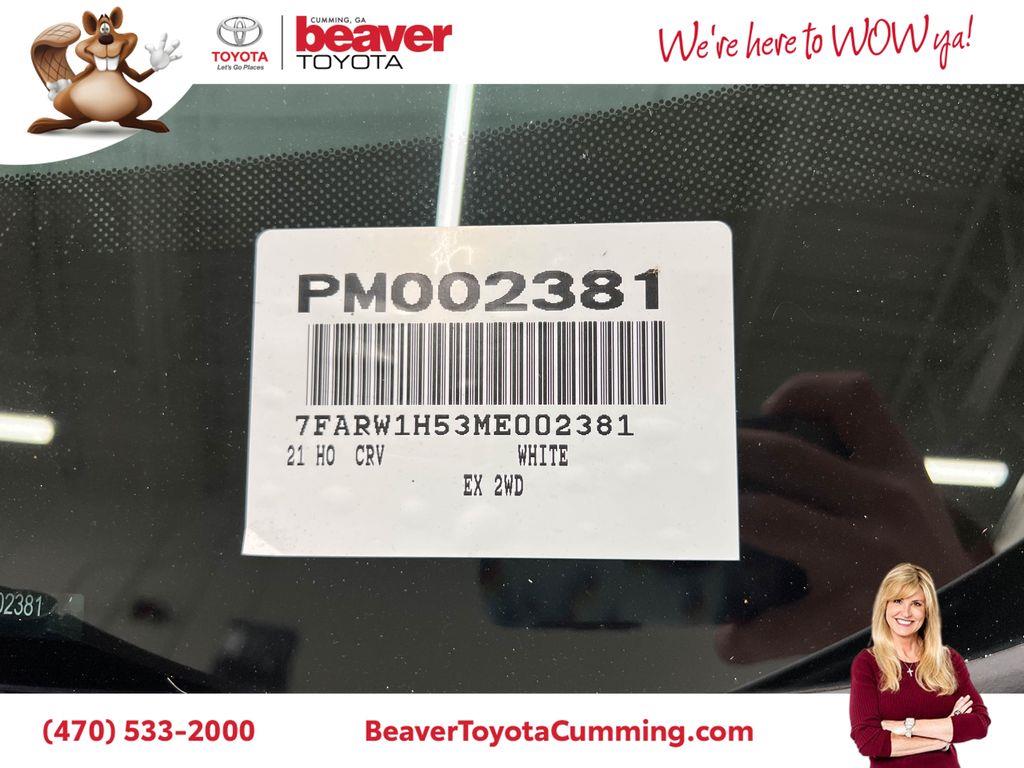 CUMMING, GA
TOYOTA
Let's Go Places
beaver
TOYOTA
We're here to WOW ya!
PM002381
7FARW1H53ME002381
21 HO CRV WHITE
EX 2WD
02381
(470) 533-2000
BeaverToyotaCumming.com